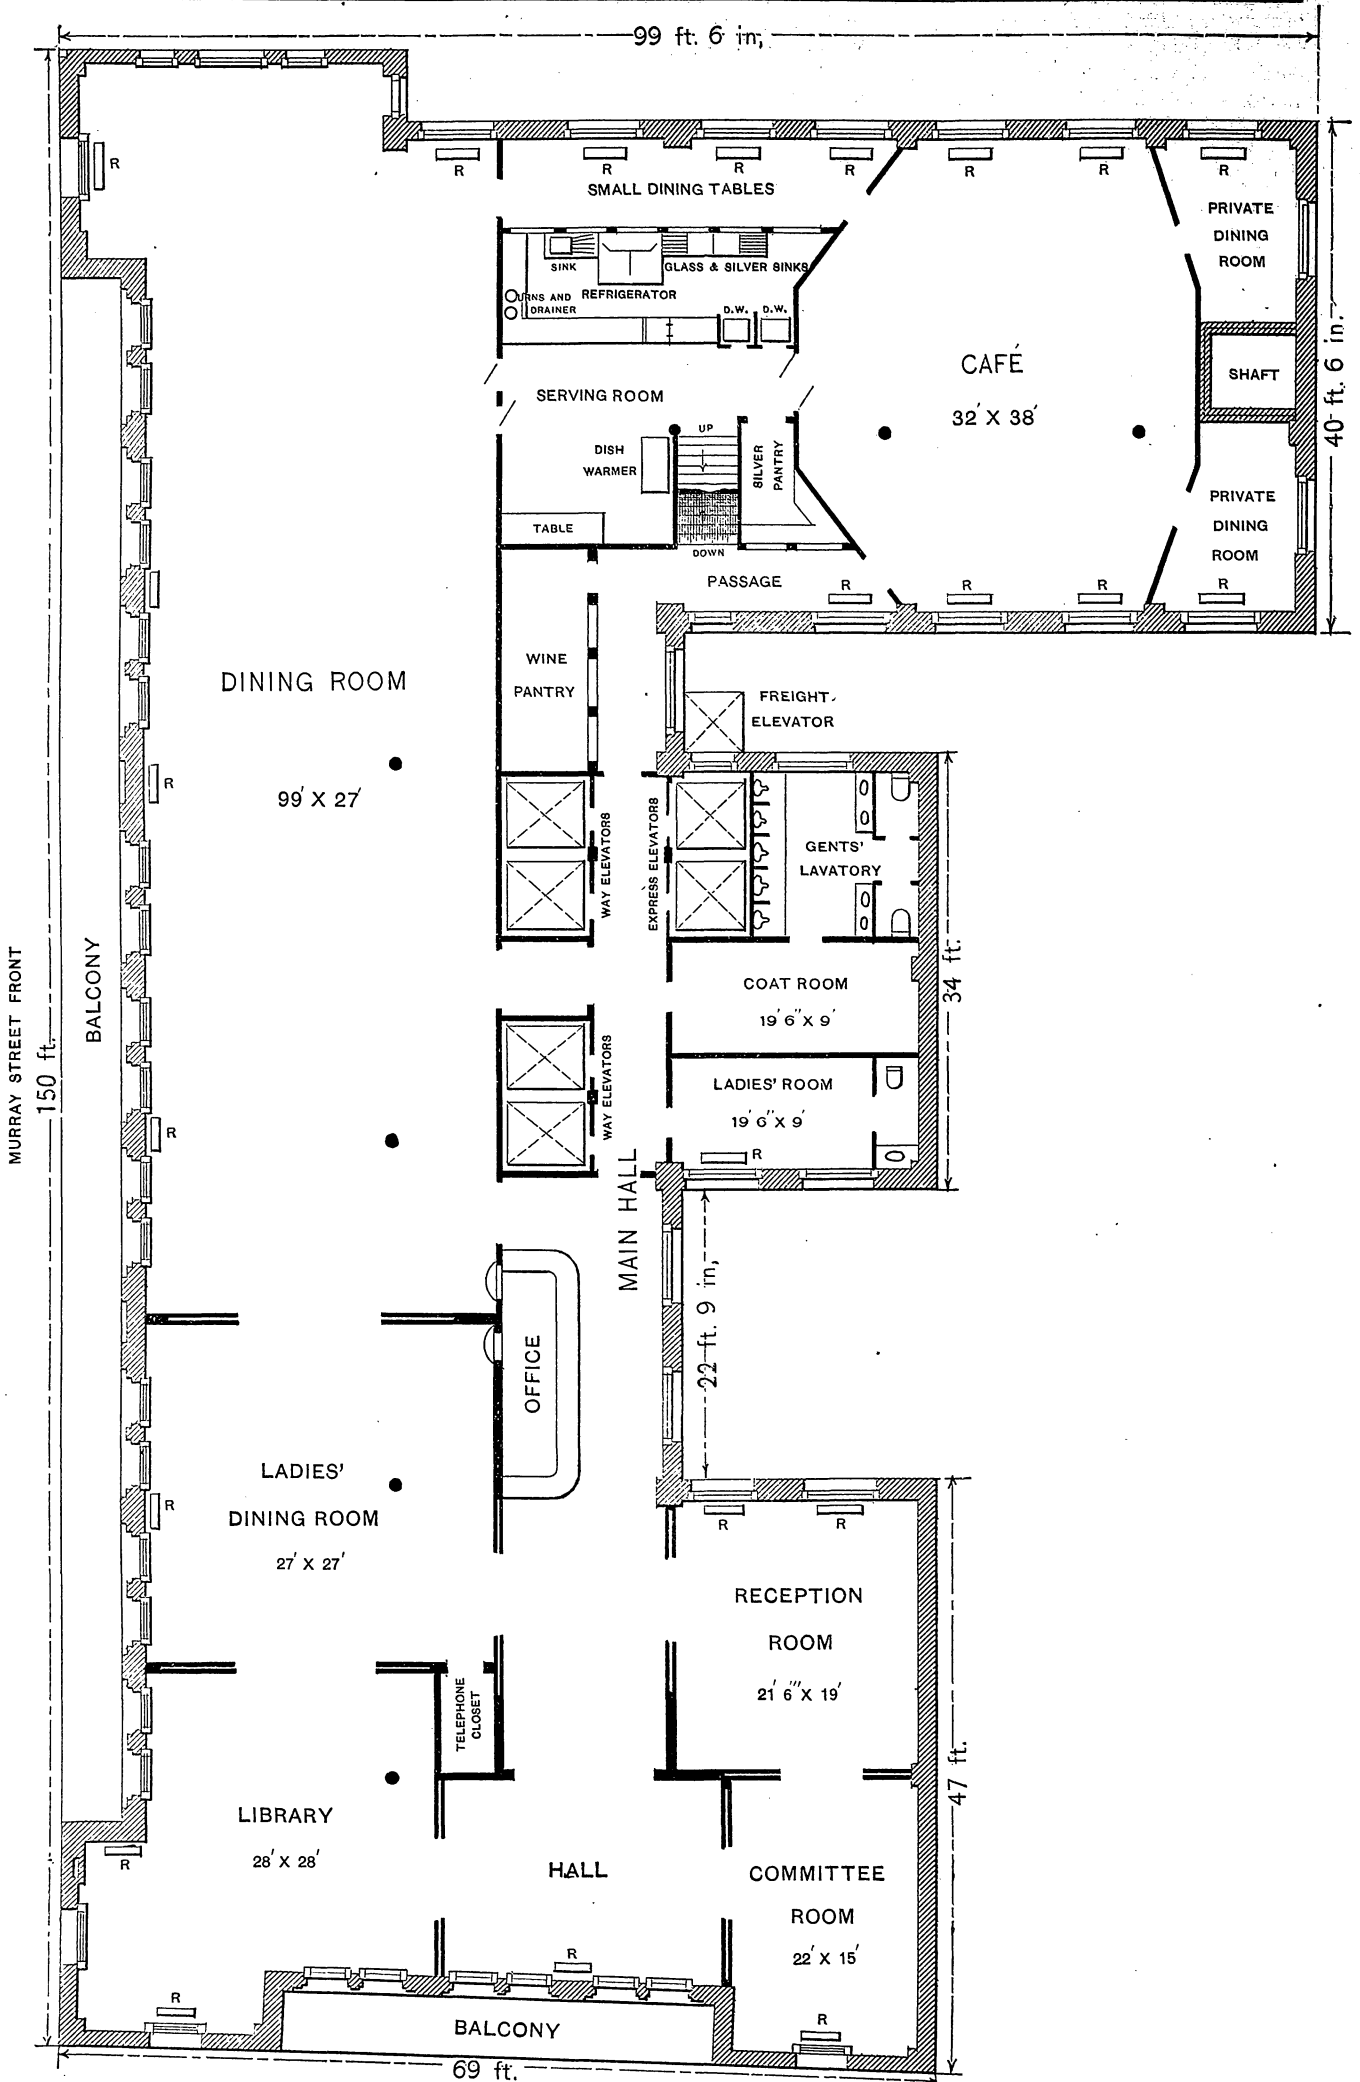 99 ft. 6 in,
R
R
R
R
R
R
R
R
SMALL DINING TABLES
PRIVATE
DINING
ROOM
SINK
GLASS & SILVER SINKS
URNS AND
DRAINER
REFRIGERATOR
D.W.
D.W.
CAFÉ
32' X 38'
SHAFT
40 ft. 6 in.
SERVING ROOM
UP
DISH
WARMER
SILVER
PANTRY
TABLE
DOWN
PASSAGE
PRIVATE
DINING
ROOM
R
R
R
R
WINE
PANTRY
DINING ROOM
99' X 27'
FREIGHT
ELEVATOR
R
WAY ELEVATORS
EXPRESS ELEVATORS
GENTS'
LAVATORY
MURRAY STREET FRONT
150 ft.
BALCONY
34 ft.
COAT ROOM
19' 6" X 9'
WAY ELEVATORS
LADIES' ROOM
19' 6" X 9'
R
R
MAIN HALL
22 ft. 9 in,
OFFICE
LADIES'
DINING ROOM
27' X 27'
R
R
R
RECEPTION
ROOM
21' 6" X 19'
TELEPHONE
CLOSET
47 ft.
LIBRARY
28' X 28'
R
HALL
COMMITTEE
ROOM
22' X 15'
R
R
R
BALCONY
69 ft.